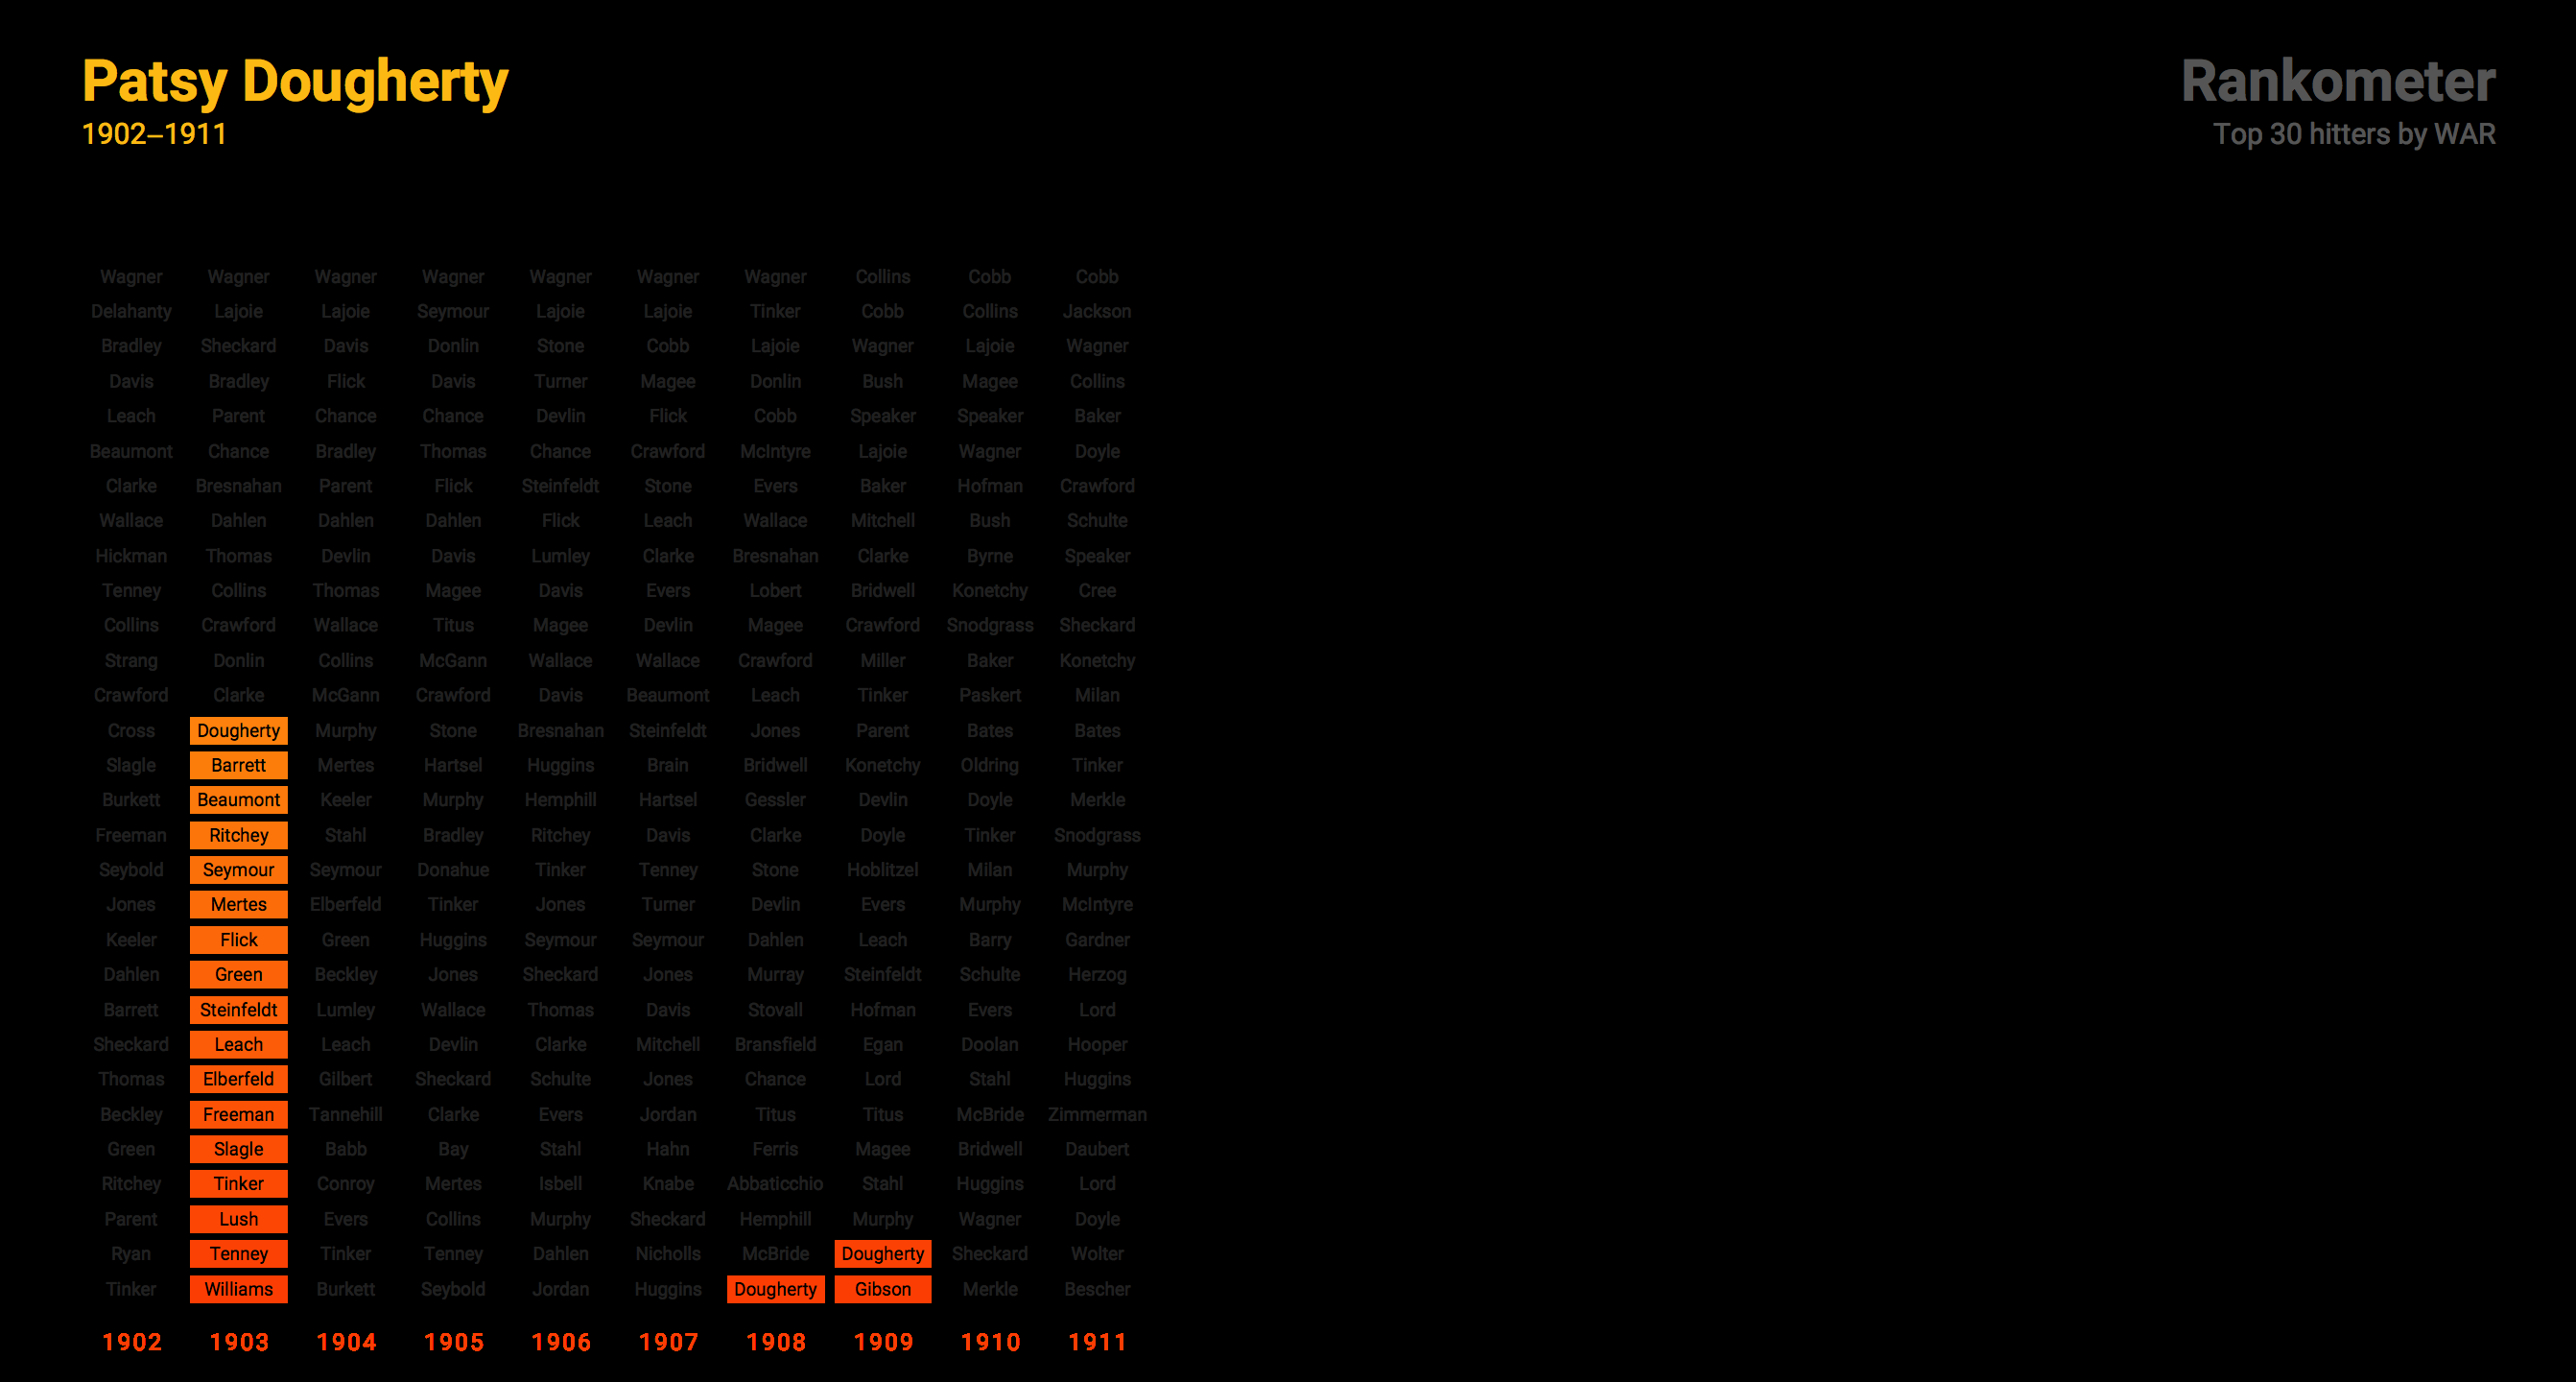 Patsy Dougherty
1902–1911
Rankometer
Top 30 hitters by WAR
Wagner Wagner Wagner Wagner Wagner Wagner Wagner Collins Cobb Cobb
Delahanty Lajoie Lajoie Seymour Lajoie Lajoie Tinker Cobb Collins Jackson
Bradley Sheckard Davis Donlin Stone Cobb Lajoie Wagner Lajoie Wagner
Davis Bradley Flick Davis Turner Magee Donlin Bush Magee Collins
Leach Parent Chance Chance Devlin Flick Cobb Speaker Speaker Baker
Beaumont Chance Bradley Thomas Chance Crawford McIntyre Lajoie Wagner Doyle
Clarke Bresnahan Parent Flick Steinfeldt Stone Evers Baker Hofman Crawford
Wallace Dahlen Dahlen Dahlen Flick Leach Wallace Mitchell Bush Schulte
Hickman Thomas Devlin Davis Lumley Clarke Bresnahan Clarke Byrne Speaker
Tenney Collins Thomas Magee Davis Evers Lobert Bridwell Konetchy Cree
Collins Crawford Wallace Titus Magee Devlin Magee Crawford Snodgrass Sheckard
Strang Donlin Collins McGann Wallace Wallace Crawford Miller Baker Konetchy
Crawford Clarke McGann Crawford Davis Beaumont Leach Tinker Paskert Milan
Cross Dougherty Murphy Stone Bresnahan Steinfeldt Jones Parent Bates Bates
Slagle Barrett Mertes Hartsel Huggins Brain Bridwell Konetchy Oldring Tinker
Burkett Beaumont Keeler Murphy Hemphill Hartsel Gessler Devlin Doyle Merkle
Freeman Ritchey Stahl Bradley Ritchey Davis Clarke Doyle Tinker Snodgrass
Seybold Seymour Seymour Donahue Tinker Tenney Stone Hoblitzel Milan Murphy
Jones Mertes Elberfeld Tinker Jones Turner Devlin Evers Murphy McIntyre
Keeler Flick Green Huggins Seymour Seymour Dahlen Leach Barry Gardner
Dahlen Green Beckley Jones Sheckard Jones Murray Steinfeldt Schulte Herzog
Barrett Steinfeldt Lumley Wallace Thomas Davis Stovall Hofman Evers Lord
Sheckard Leach Leach Devlin Clarke Mitchell Bransfield Egan Doolan Hooper
Thomas Elberfeld Gilbert Sheckard Schulte Jones Chance Lord Stahl Huggins
Beckley Freeman Tannehill Clarke Evers Jordan Titus Titus McBride Zimmerman
Green Slagle Babb Bay Stahl Hahn Ferris Magee Bridwell Daubert
Ritchey Tinker Conroy Mertes Isbell Knabe Abbaticchio Stahl Huggins Lord
Parent Lush Evers Collins Murphy Sheckard Hemphill Murphy Wagner Doyle
Ryan Tenney Tinker Tenney Dahlen Nicholls McBride Dougherty Sheckard Wolter
Tinker Williams Burkett Seybold Jordan Huggins Dougherty Gibson Merkle Bescher
1902 1903 1904 1905 1906 1907 1908 1909 1910 1911